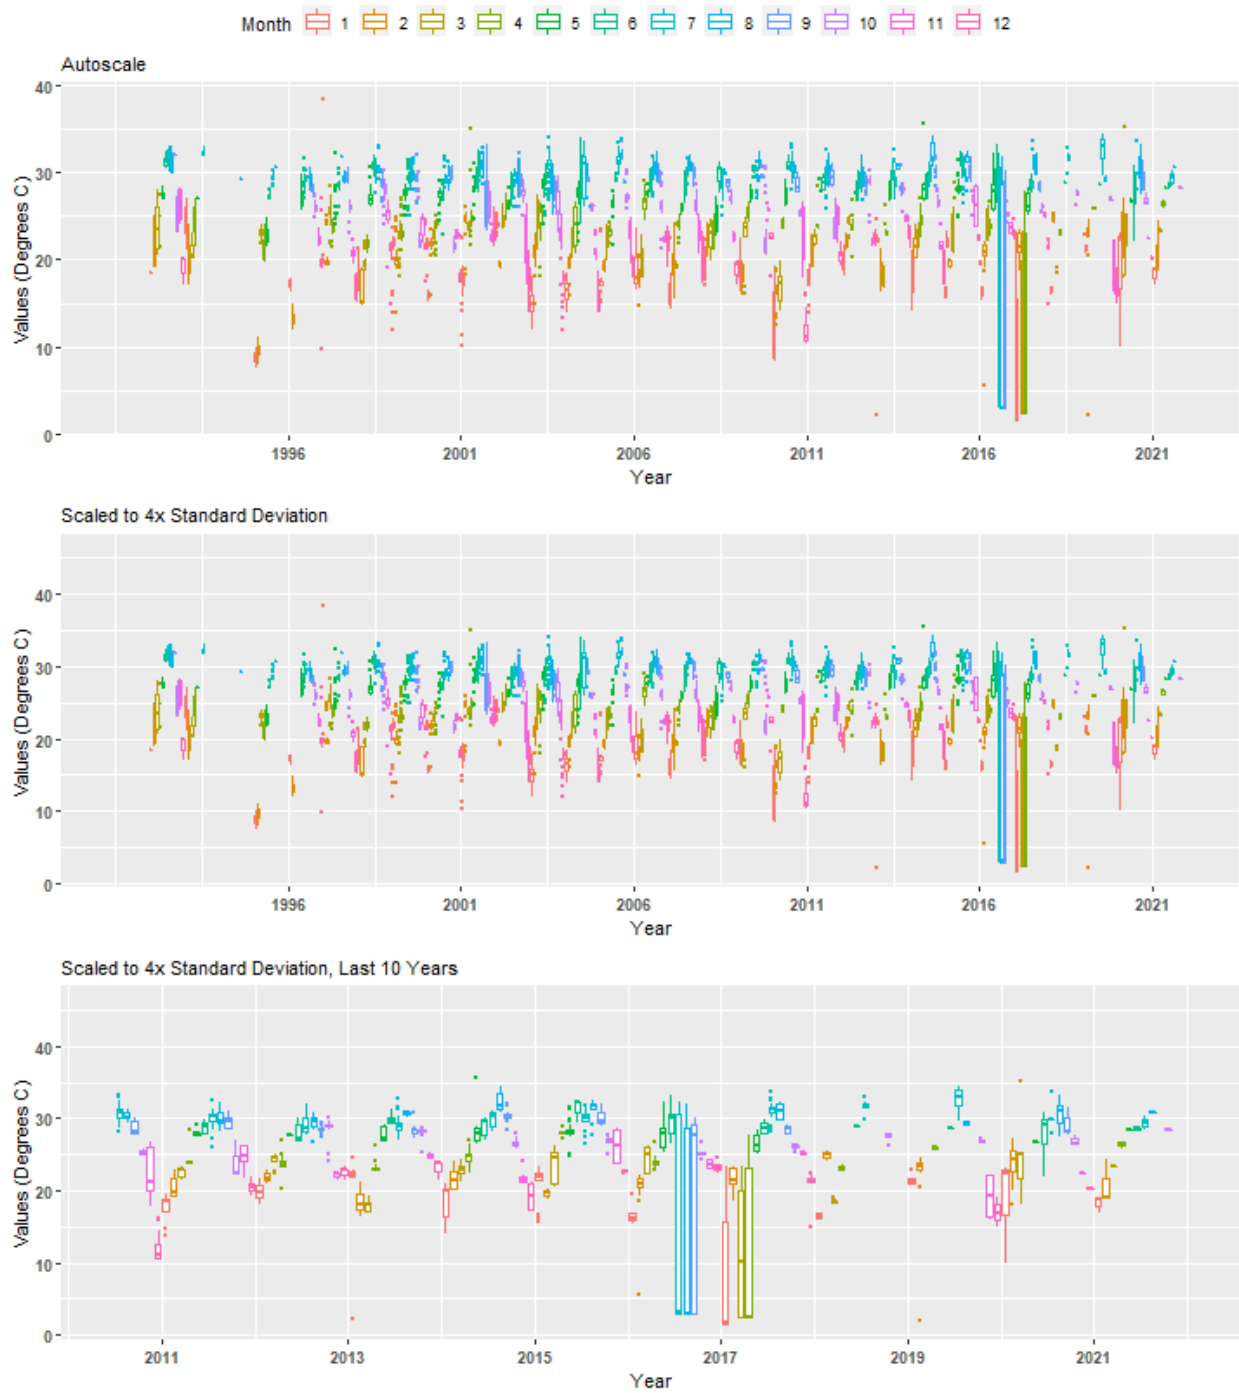 Month 1 2 3 4 5 6 7 8 9 10 11 12
Autoscale
Values (Degrees C)
40
30
20
10
0
1996 2001 2006 2011 2016 2021
Year
Scaled to 4x Standard Deviation
Values (Degrees C)
40
30
20
10
0
1996 2001 2006 2011 2016 2021
Year
Scaled to 4x Standard Deviation, Last 10 Years
Values (Degrees C)
40
30
20
10
0
2011 2013 2015 2017 2019 2021
Year